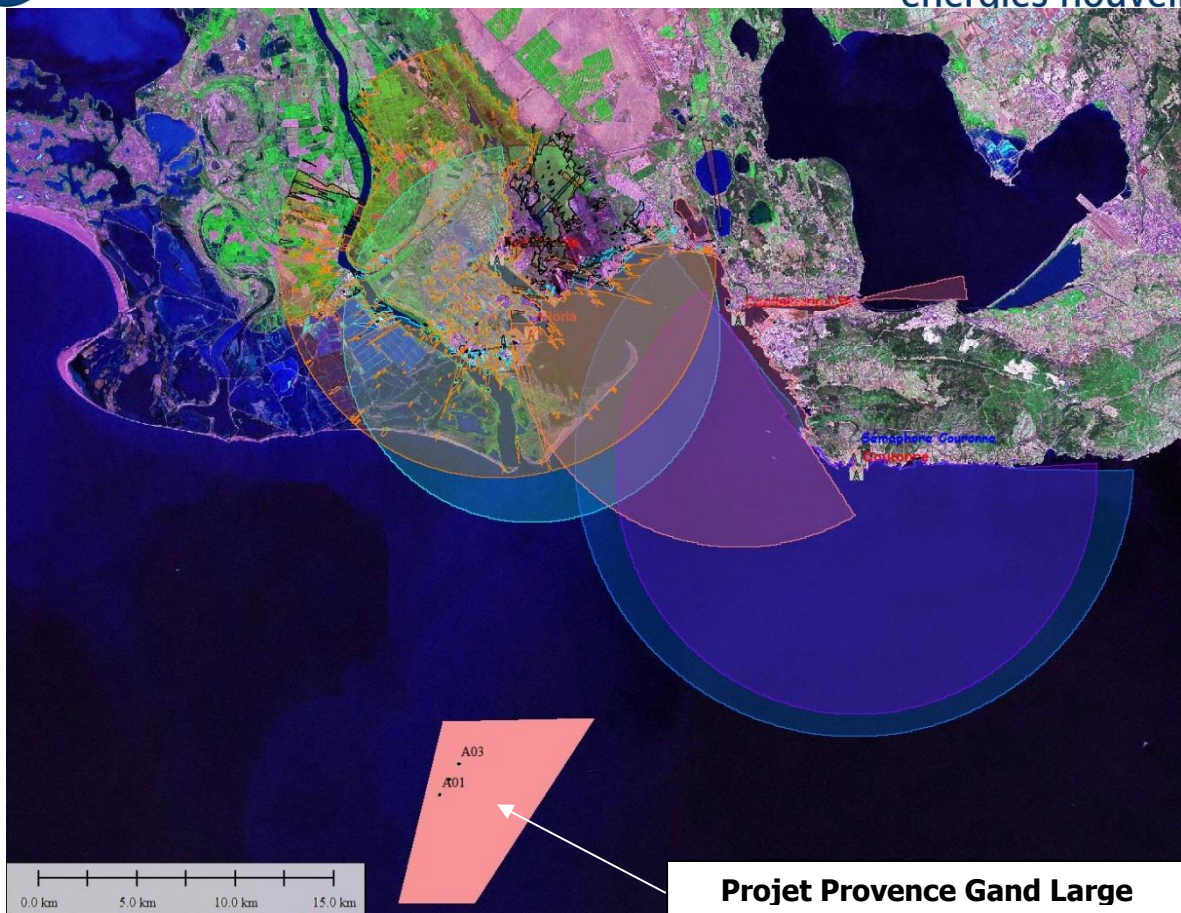 énergies nouvel
Sémaphore Couronne
Couronne
A03
A01
0.0 km 5.0 km 10.0 km 15.0 km
Projet Provence Gand Large